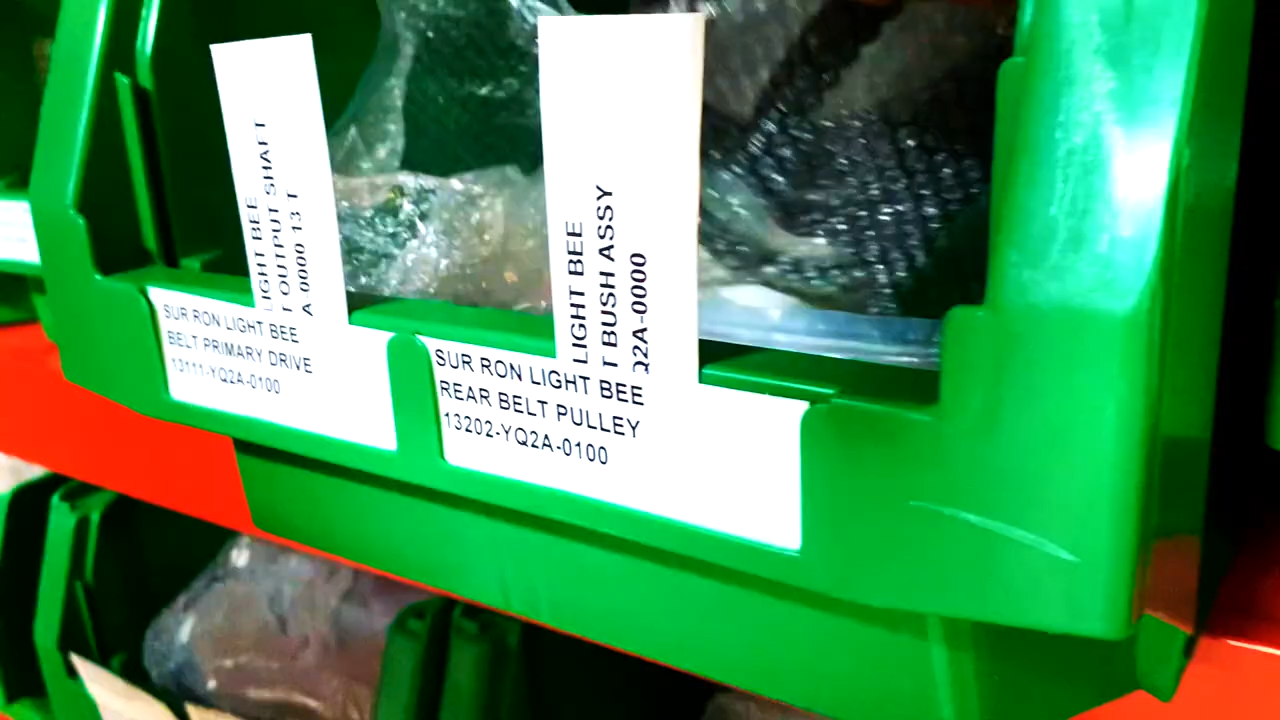 LIGHT BEE
T OUTPUT SHAFT
A 0000 13 T
SUR RON LIGHT BEE
BELT PRIMARY DRIVE
13111-YQ2A-0100
LIGHT BEE
T BUSH ASSY
Q2A-0000
SUR RON LIGHT BEE
REAR BELT PULLEY
13202-YQ2A-0100